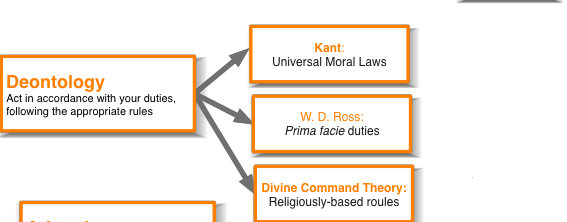 Deontology
Act in accordance with your duties,
following the appropriate rules
Kant:
Universal Moral Laws
W. D. Ross:
Prima facie duties
Divine Command Theory:
Religiously-based roules